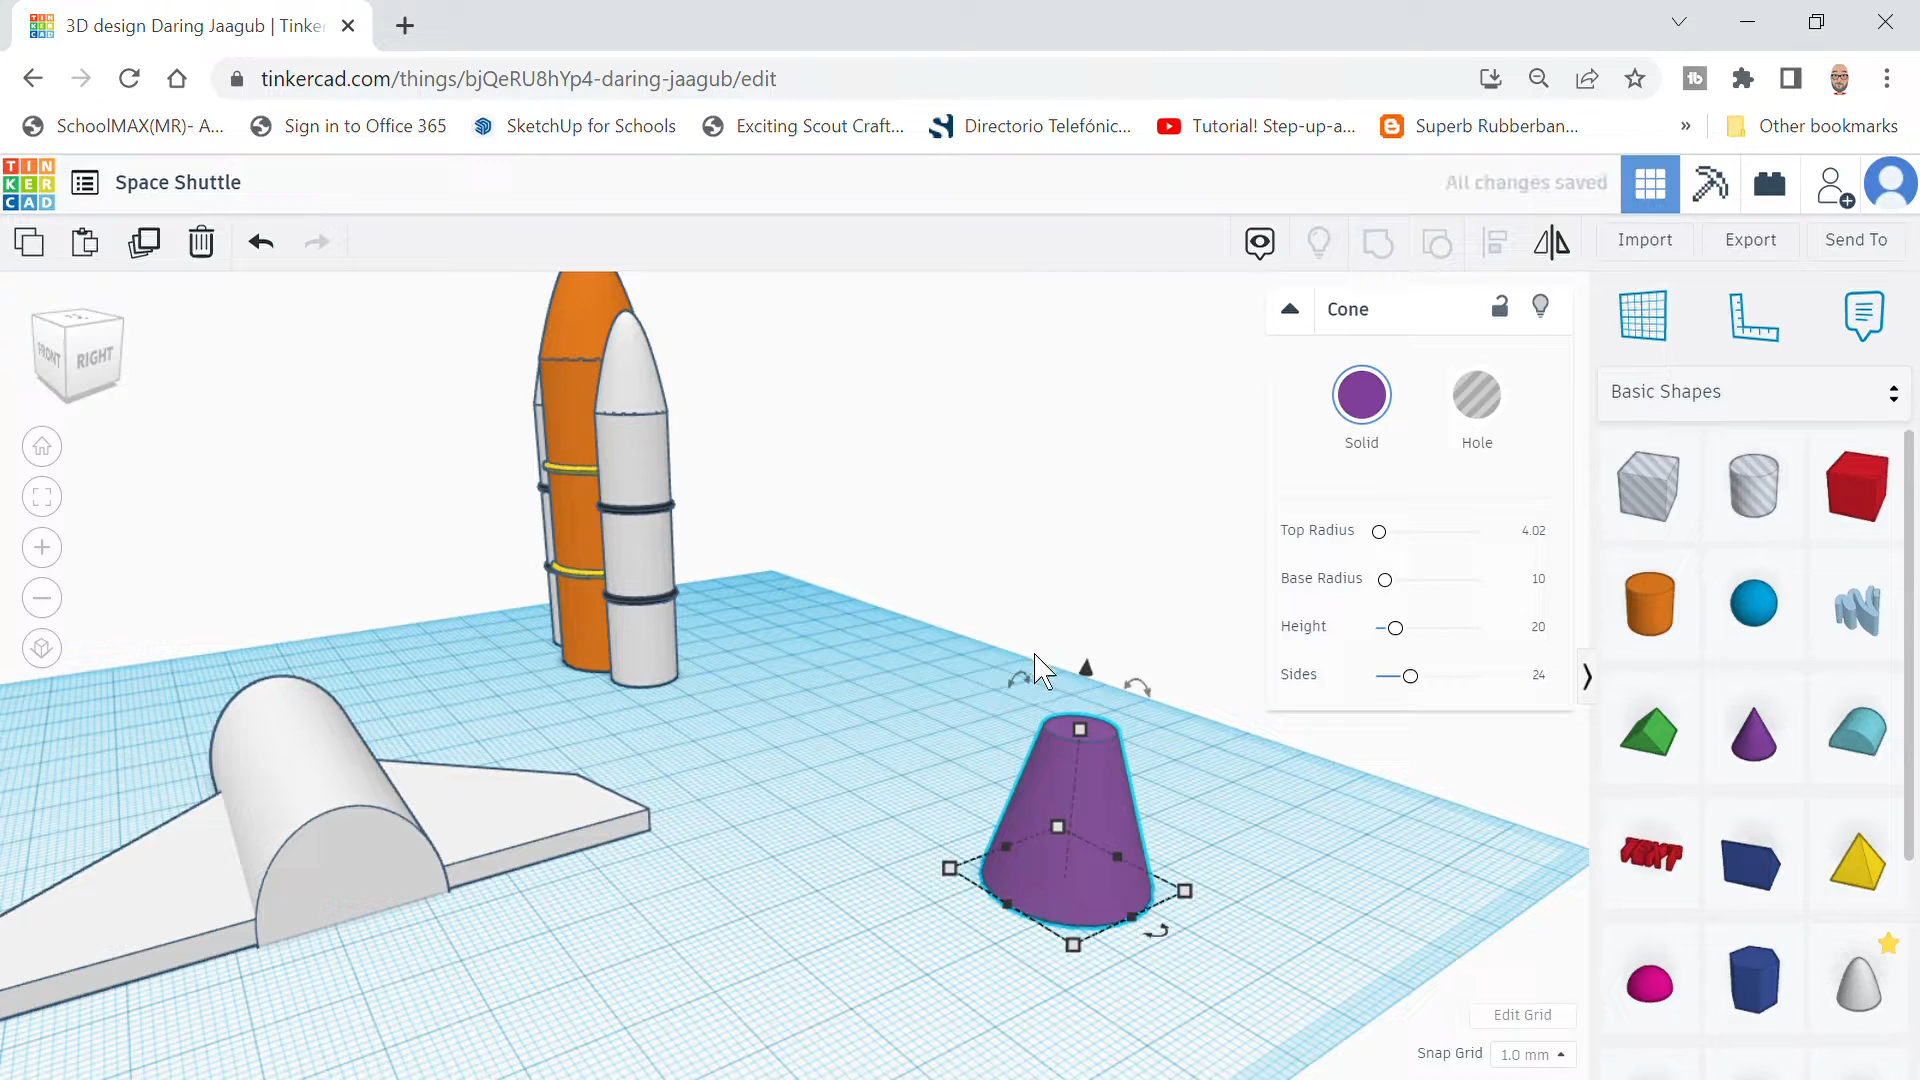 3D design Daring Jaagub | Tinker
tinkercad.com/things/bjQeRU8hYp4-daring-jaagub/edit
SchoolMAX(MR)- A...
Sign in to Office 365
SketchUp for Schools
Exciting Scout Craft...
Directorio Telefónic...
Tutorial! Step-up-a...
Superb Rubberban...
»
Other bookmarks
TIN
KER
CAD
Space Shuttle
All changes saved
Import
Export
Send To
FRONT
RIGHT
Cone
Solid
Hole
Top Radius 4.02
Base Radius 10
Height 20
Sides 24
Basic Shapes
TEXT
Edit Grid
Snap Grid 1.0 mm